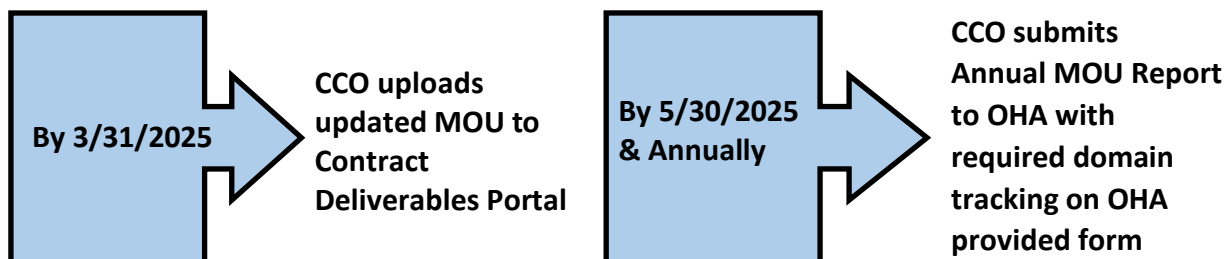 By 3/31/2025
CCO uploads
updated MOU to
Contract
Deliverables Portal
By 5/30/2025
& Annually
CCO submits
Annual MOU Report
to OHA with
required domain
tracking on OHA
provided form